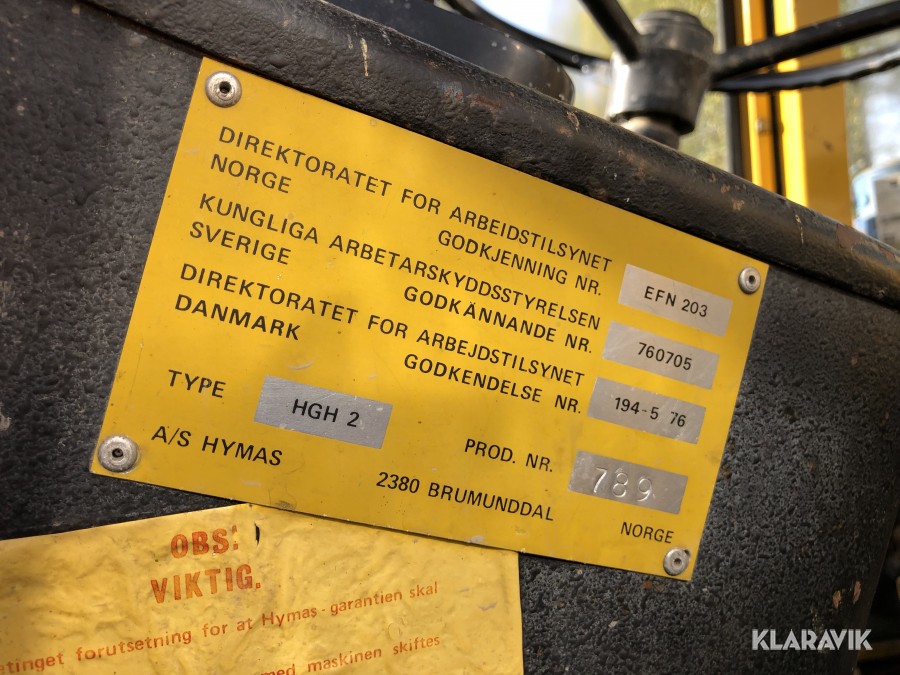 DIREKTORATET FOR ARBEIDSTILSYNET
NORGE GODKJENNING NR. EFN 203
KUNGLIGA ARBETARSKYDDSSTYRELSEN
SVERIGE GODKÄNNANDE NR. 760705
DIREKTORATET FOR ARBEJDSTILSYNET
DANMARK GODKENDELSE NR. 194-5 76
TYPE HGH 2
PROD. NR. 789
A/S HYMAS 2380 BRUMUNDDAL NORGE
OBS:
VIKTIG.
forutsetning for at Hymas-garantien skal
med maskinen skiftes
KLARAVIK